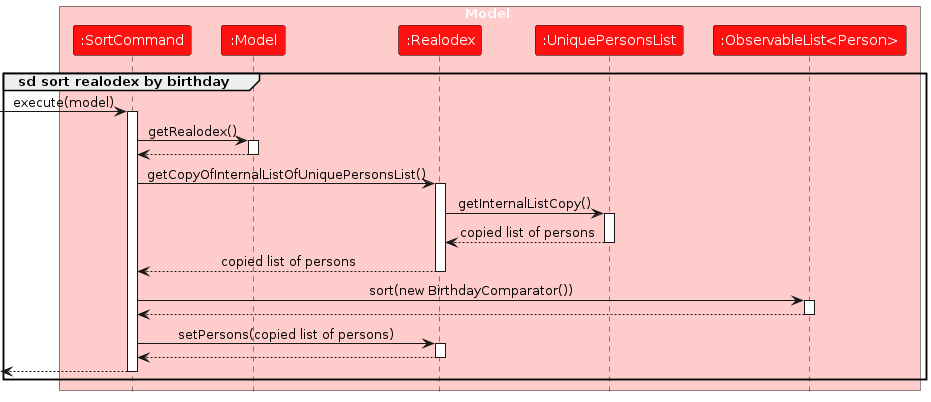 Model
:SortCommand
:Model
:Realodex
:UniquePersonsList
:ObservableList<Person>
sd sort realodex by birthday
execute(model)
getRealodex()
getCopyOfInternalListOfUniquePersonsList()
getInternalListCopy()
copied list of persons
copied list of persons
sort(new BirthdayComparator())
setPersons(copied list of persons)